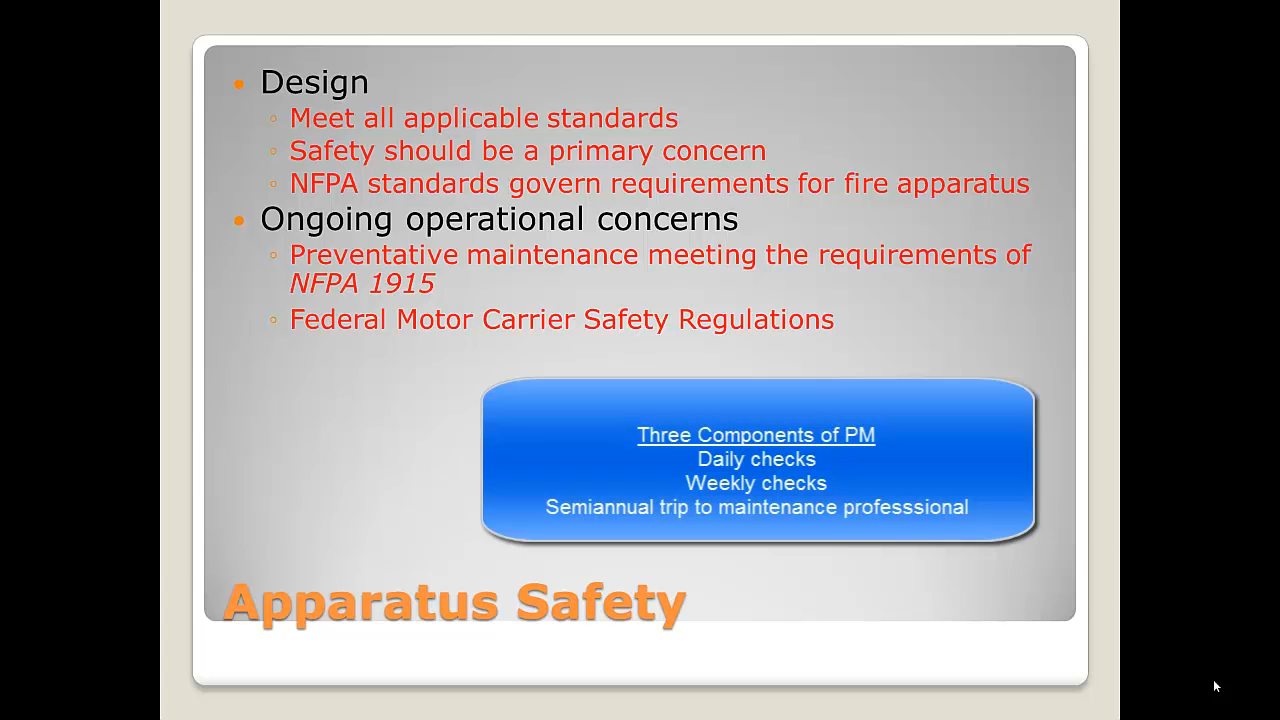 Design
Meet all applicable standards
Safety should be a primary concern
NFPA standards govern requirements for fire apparatus
Ongoing operational concerns
Preventative maintenance meeting the requirements of
NFPA 1915
Federal Motor Carrier Safety Regulations
Three Components of PM
Daily checks
Weekly checks
Semiannual trip to maintenance professsional
Apparatus Safety